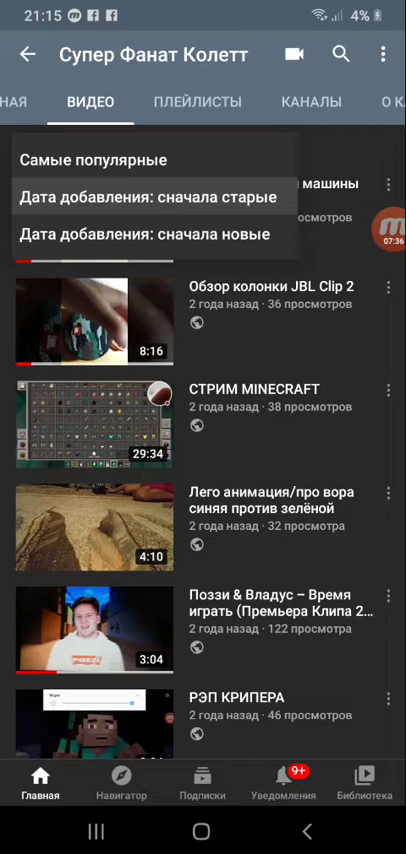 21:15
4%
Супер Фанат Колетт
НАЯ ВИДЕО ПЛЕЙЛИСТЫ КАНАЛЫ О К
Самые популярные
Дата добавления: сначала старые
Дата добавления: сначала новые
машины
осмотров
07:36
Обзор колонки JBL Clip 2
2 года назад · 36 просмотров
8:16
СТРИМ MINECRAFT
2 года назад · 38 просмотров
29:34
Лего анимация/про вора
синяя против зелёной
2 года назад · 32 просмотра
4:10
Поззи & Владус – Время
играть (Премьера Клипа 2...
2 года назад · 122 просмотра
3:04
РЭП КРИПЕРА
2 года назад · 46 просмотров
9+
Главная Навигатор Подписки Уведомления Библиотека